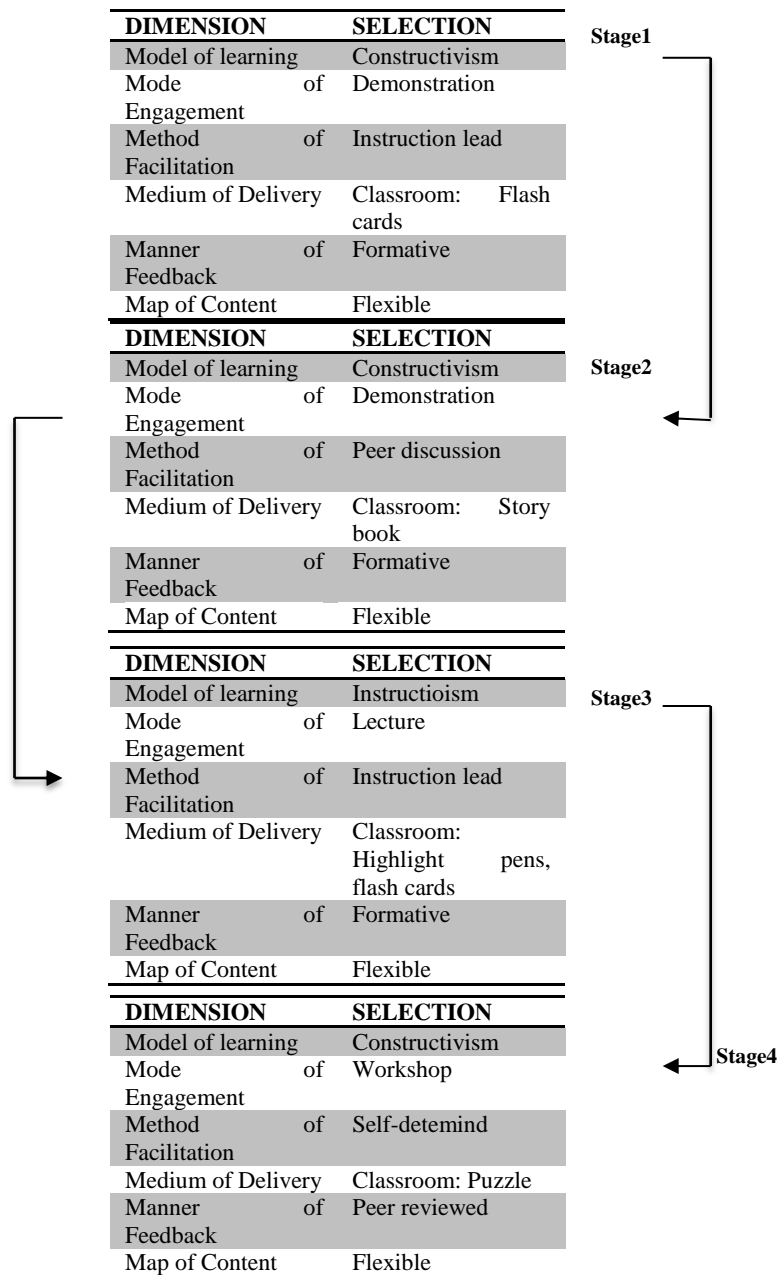 DIMENSION SELECTION
Stage1
Model of learning Constructivism
Mode of Demonstration
Engagement
Method of Instruction lead
Facilitation
Medium of Delivery Classroom: Flash
cards
Manner of Formative
Feedback
Map of Content Flexible
DIMENSION SELECTION
Model of learning Constructivism
Stage2
Mode of Demonstration
Engagement
Method of Peer discussion
Facilitation
Medium of Delivery Classroom: Story
book
Manner of Formative
Feedback
Map of Content Flexible
DIMENSION SELECTION
Model of learning Instructioism
Stage3
Mode of Lecture
Engagement
Method of Instruction lead
Facilitation
Medium of Delivery Classroom:
Highlight pens,
flash cards
Manner of Formative
Feedback
Map of Content Flexible
DIMENSION SELECTION
Model of learning Constructivism
Stage4
Mode of Workshop
Engagement
Method of Self-detemind
Facilitation
Medium of Delivery Classroom: Puzzle
Manner of Peer reviewed
Feedback
Map of Content Flexible